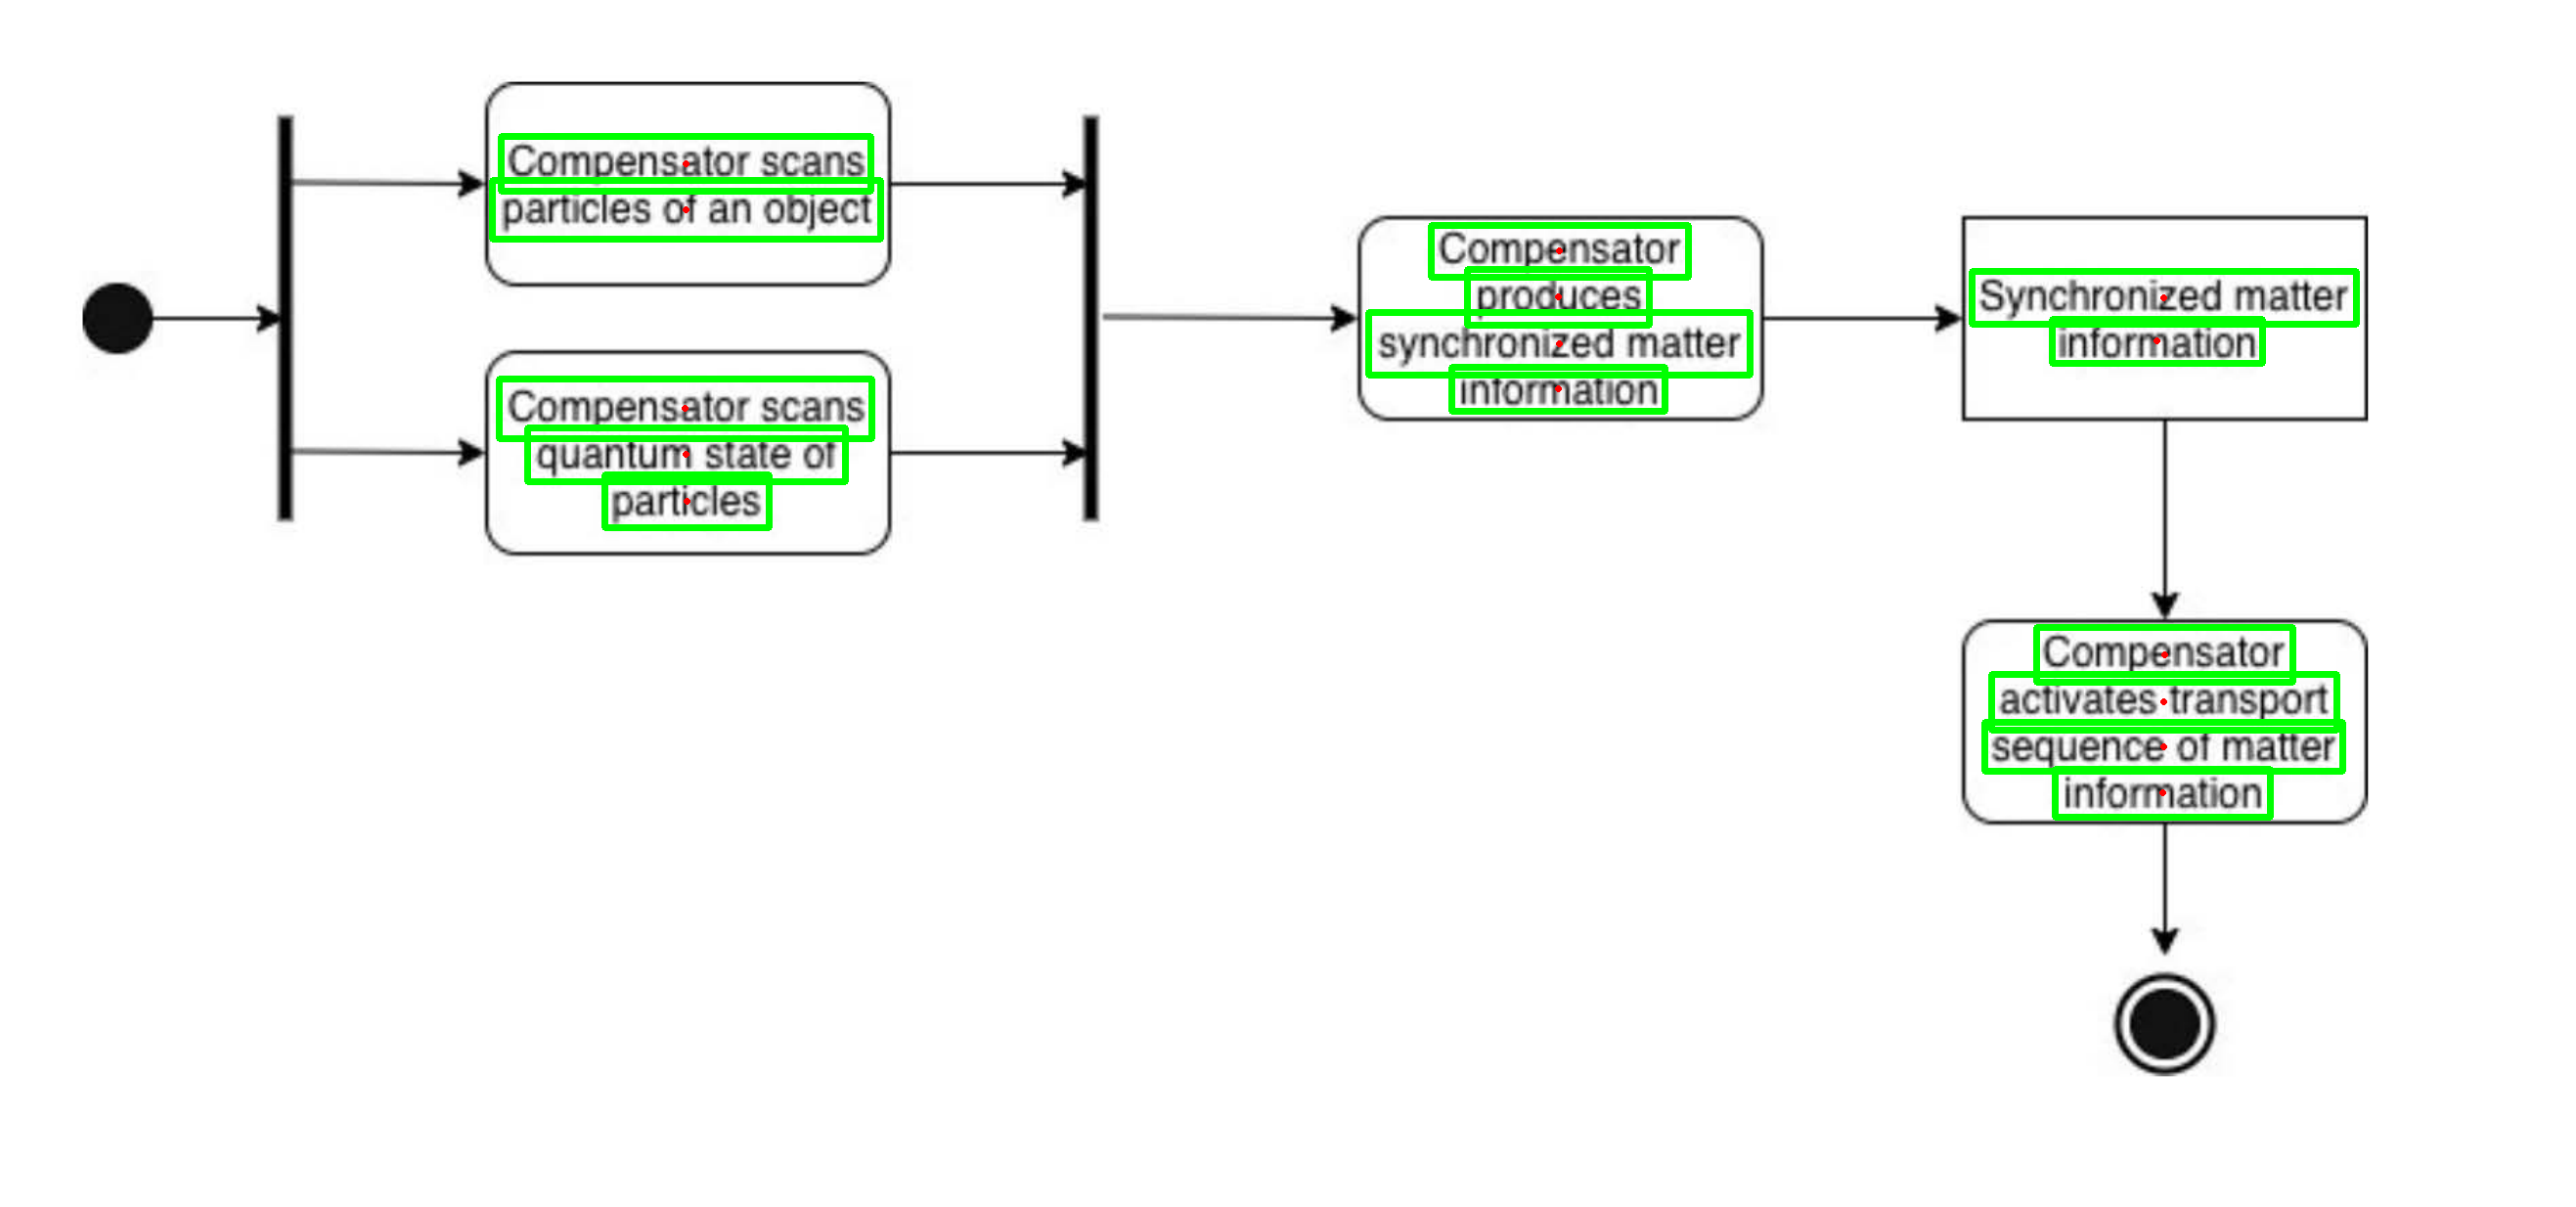 Compensator scans
particles of an object
Compensator scans
quantum state of
particles
Compensator
produces
synchronized matter
information
Synchronized matter
information
Compensator
activates transport
sequence of matter
information